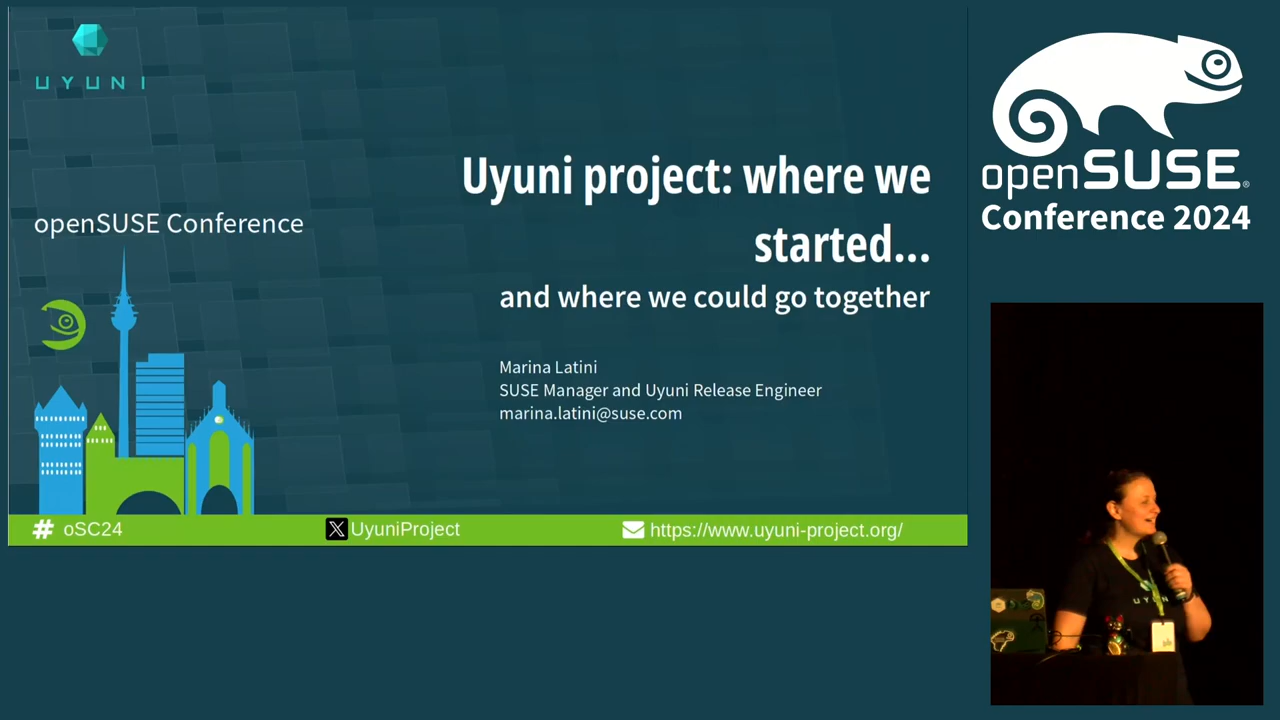 UYUNI
openSUSE Conference
Uyuni project: where we
started...
and where we could go together
Marina Latini
SUSE Manager and Uyuni Release Engineer
marina.latini@suse.com
# oSC24
X UyuniProject
https://www.uyuni-project.org/
openSUSE®
Conference 2024
UYUN